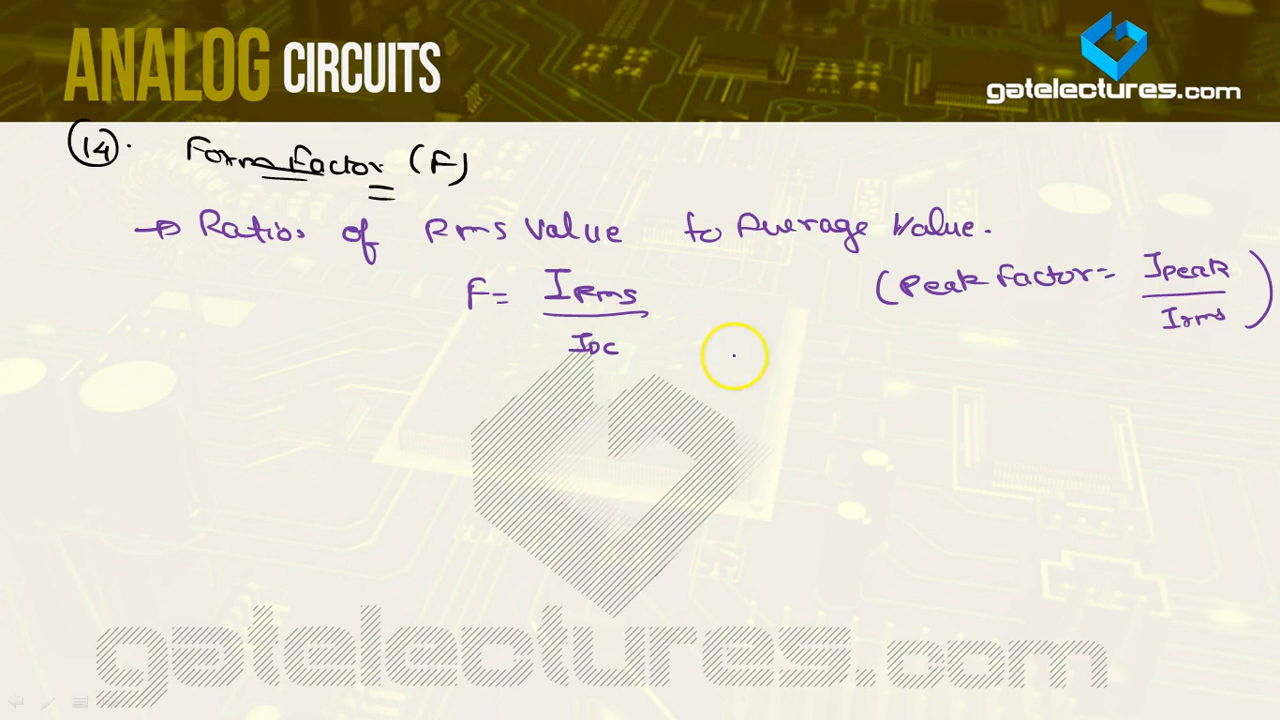 ANALOG CIRCUITS
gatelectures.com
14. Form Factor (F)
→ Ratios of Rms Value to Average Value.
F = IRms / IDC
(Peak factor = IPeak / Irms)
gatelectures.com